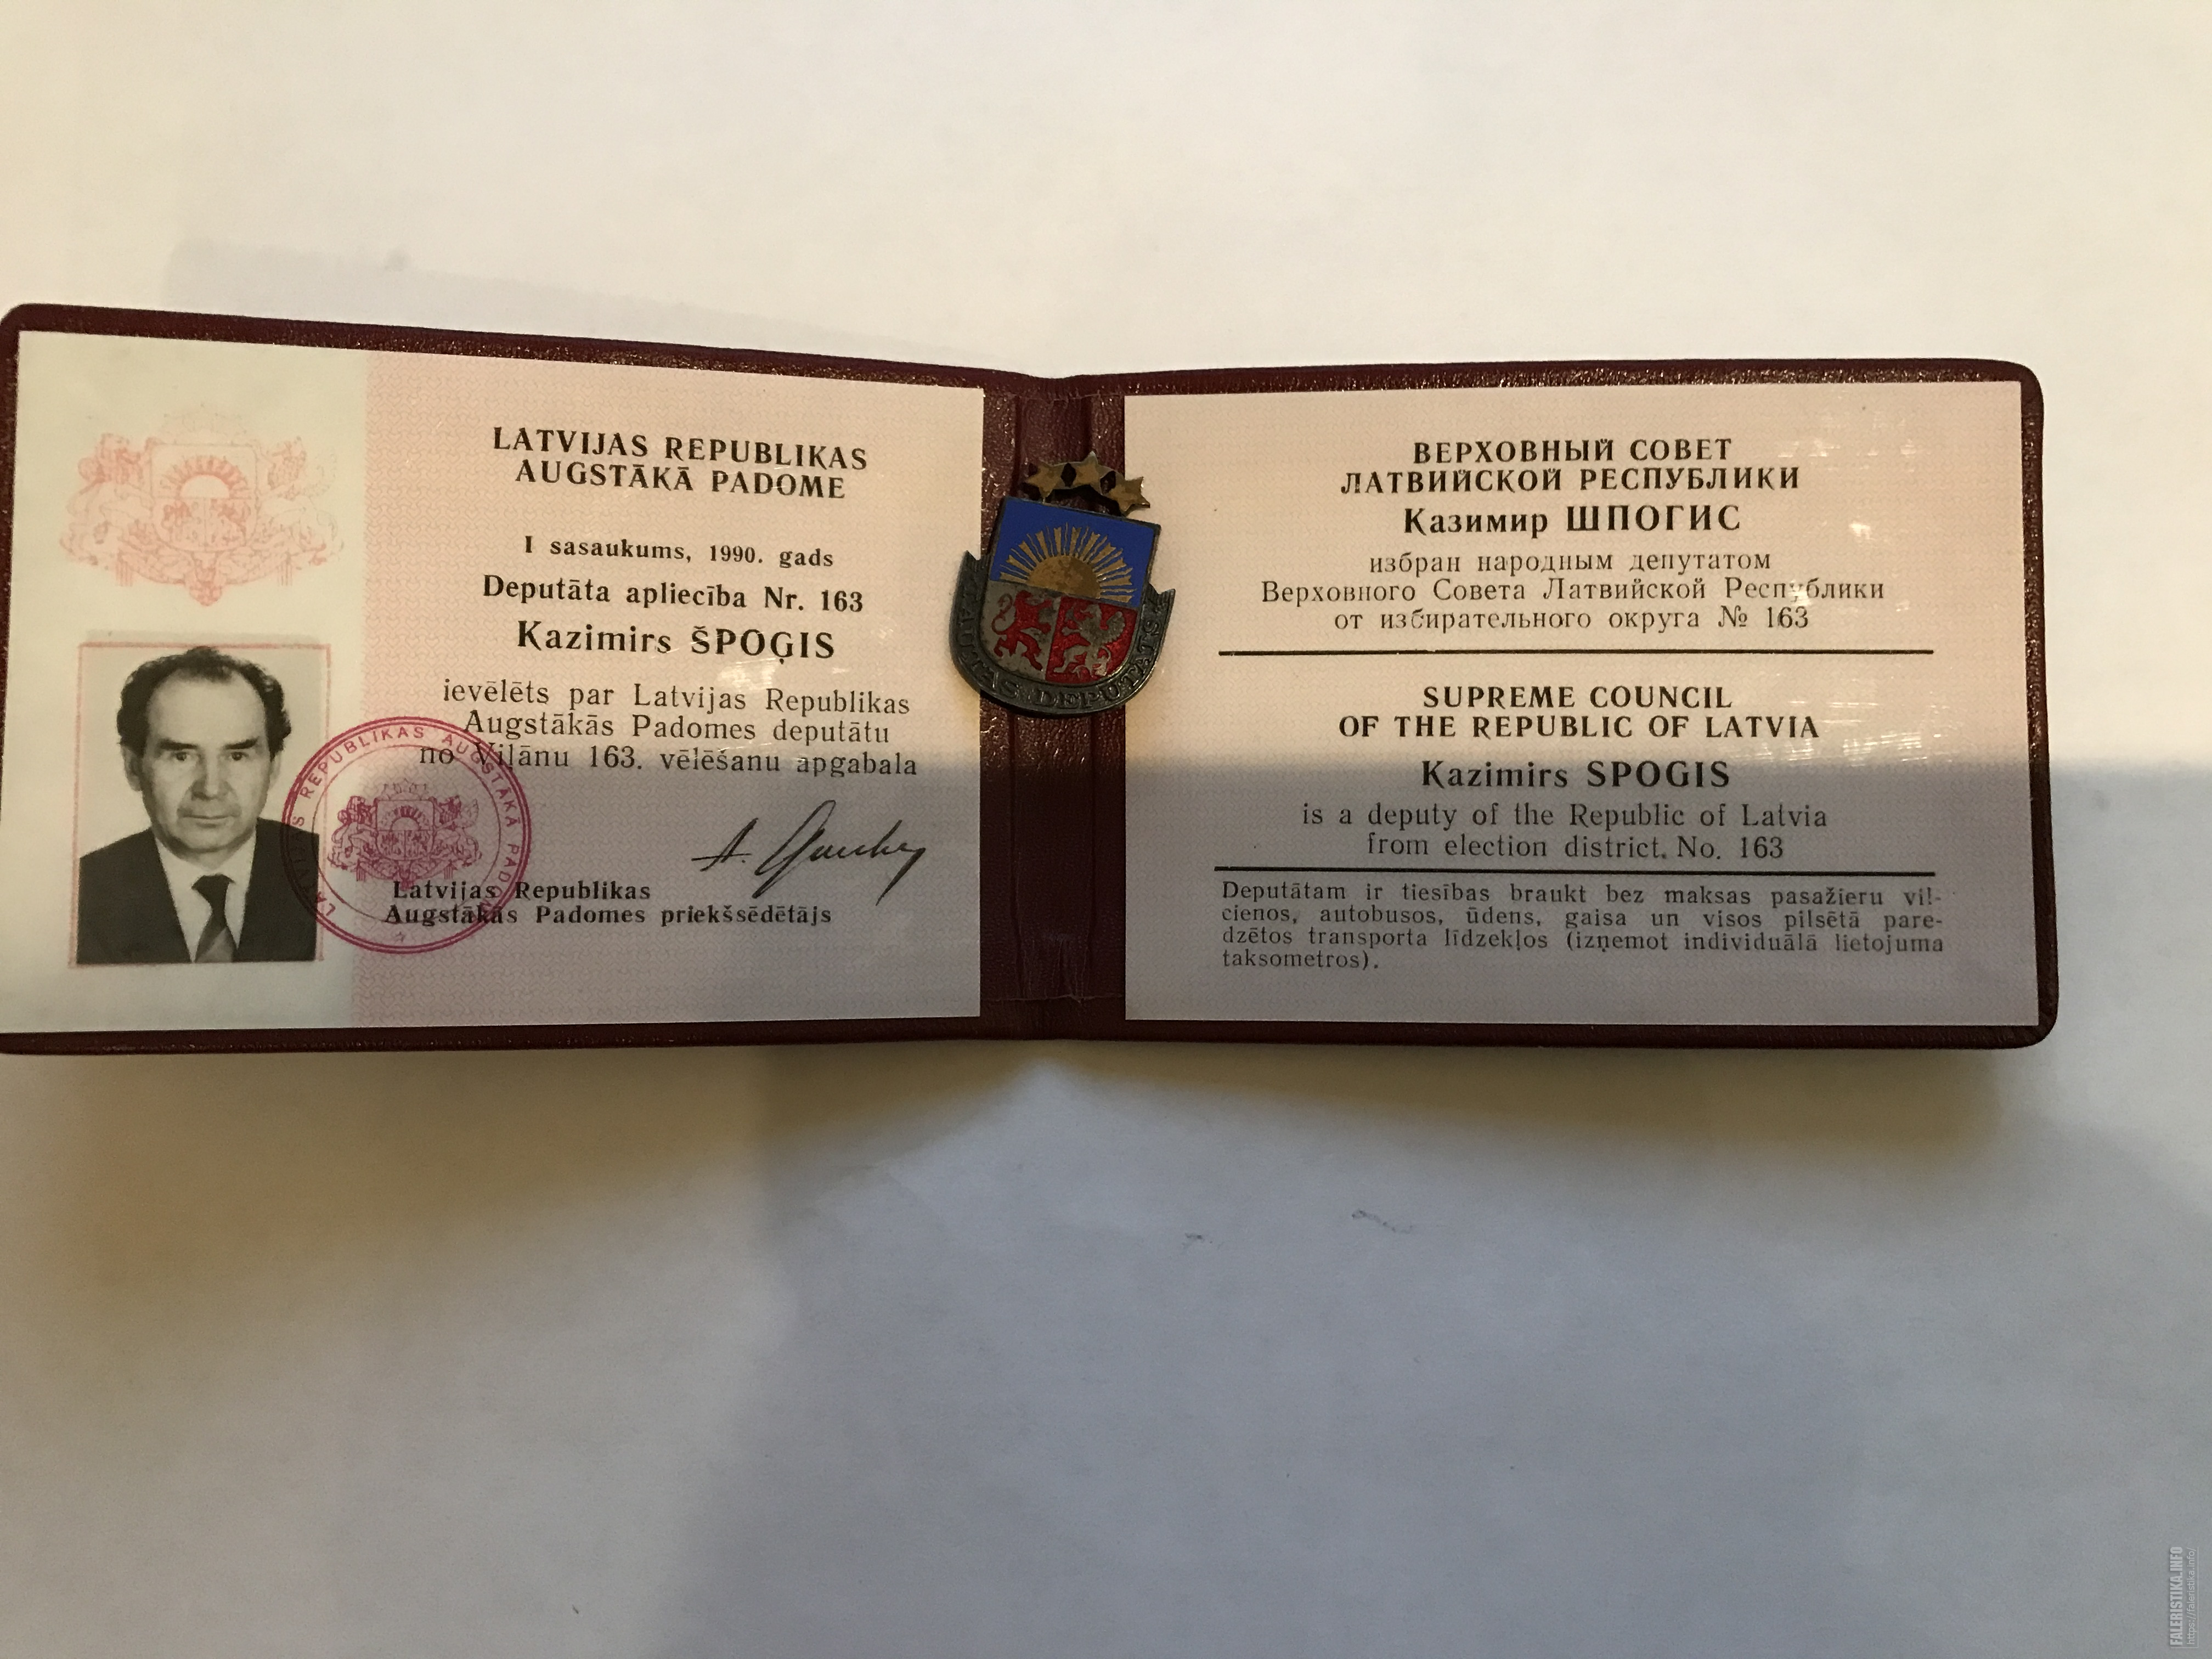 LATVIJAS REPUBLIKAS
AUGSTĀKĀ PADOME
I sasaukums, 1990. gads
Deputāta apliecība Nr. 163
Kazimirs ŠPOĢIS
ievēlēts par Latvijas Republikas
Augstākās Padomes deputātu
no Viļānu 163. vēlēšanu apgabala
Latvijas Republikas
Augstākās Padomes priekšsēdētājs
LATVIJAS REPUBLIKAS AUGSTĀKĀ PADOME
TAUTAS DEPUTĀTS
ВЕРХОВНЫЙ СОВЕТ
ЛАТВИЙСКОЙ РЕСПУБЛИКИ
Казимир ШПОГИС
избран народным депутатом
Верховного Совета Латвийской Республики
от избирательного округа № 163
SUPREME COUNCIL
OF THE REPUBLIC OF LATVIA
Kazimirs SPOGIS
is a deputy of the Republic of Latvia
from election district. No. 163
Deputātam ir tiesības braukt bez maksas pasažieru vil-
cienos, autobusos, ūdens, gaisa un visos pilsētā pare-
dzētos transporta līdzekļos (izņemot individuālā lietojuma
taksometros).
FALERISTIKA.INFO
https://faleristika.info/